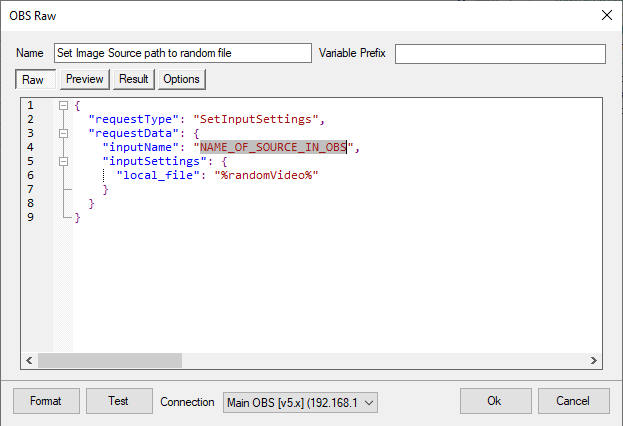 OBS Raw
Name Set Image Source path to random file Variable Prefix
Raw Preview Result Options
1 {
2 "requestType": "SetInputSettings",
3 "requestData": {
4 "inputName": "NAME_OF_SOURCE_IN_OBS",
5 "inputSettings": {
6 "local_file": "%randomVideo%"
7 }
8 }
9 }
Format Test Connection Main OBS [v5.x] (192.168.1 Ok Cancel